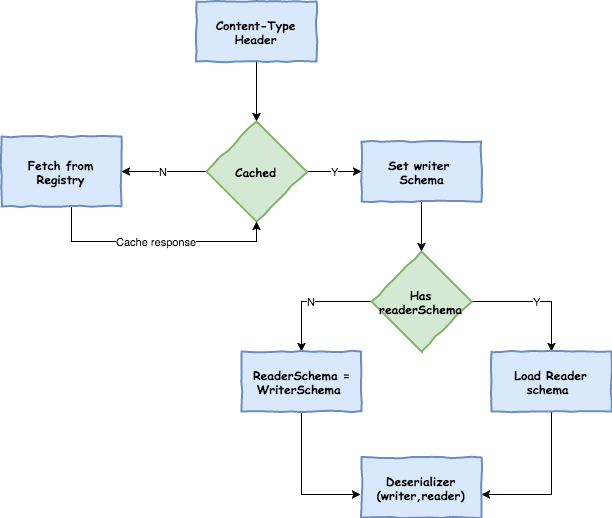 Content-Type
Header
Fetch from
Registry
N
Cached
Y
Set writer
Schema
Cache response
Has
readerSchema
N
Y
ReaderSchema =
WriterSchema
Load Reader
schema
Deserializer
(writer,reader)